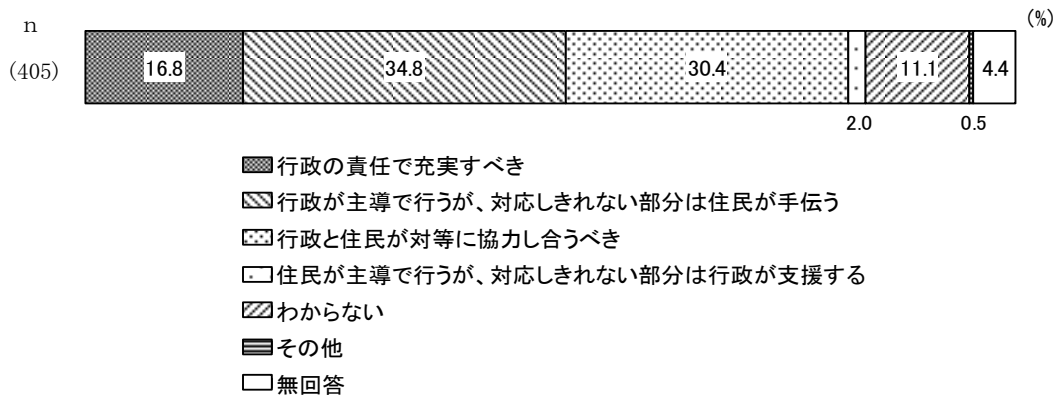 (%)
n
(405)
16.8 34.8 30.4 11.1 4.4
2.0 0.5
行政の責任で充実すべき
行政が主導で行うが、対応しきれない部分は住民が手伝う
行政と住民が対等に協力し合うべき
住民が主導で行うが、対応しきれない部分は行政が支援する
わからない
その他
無回答